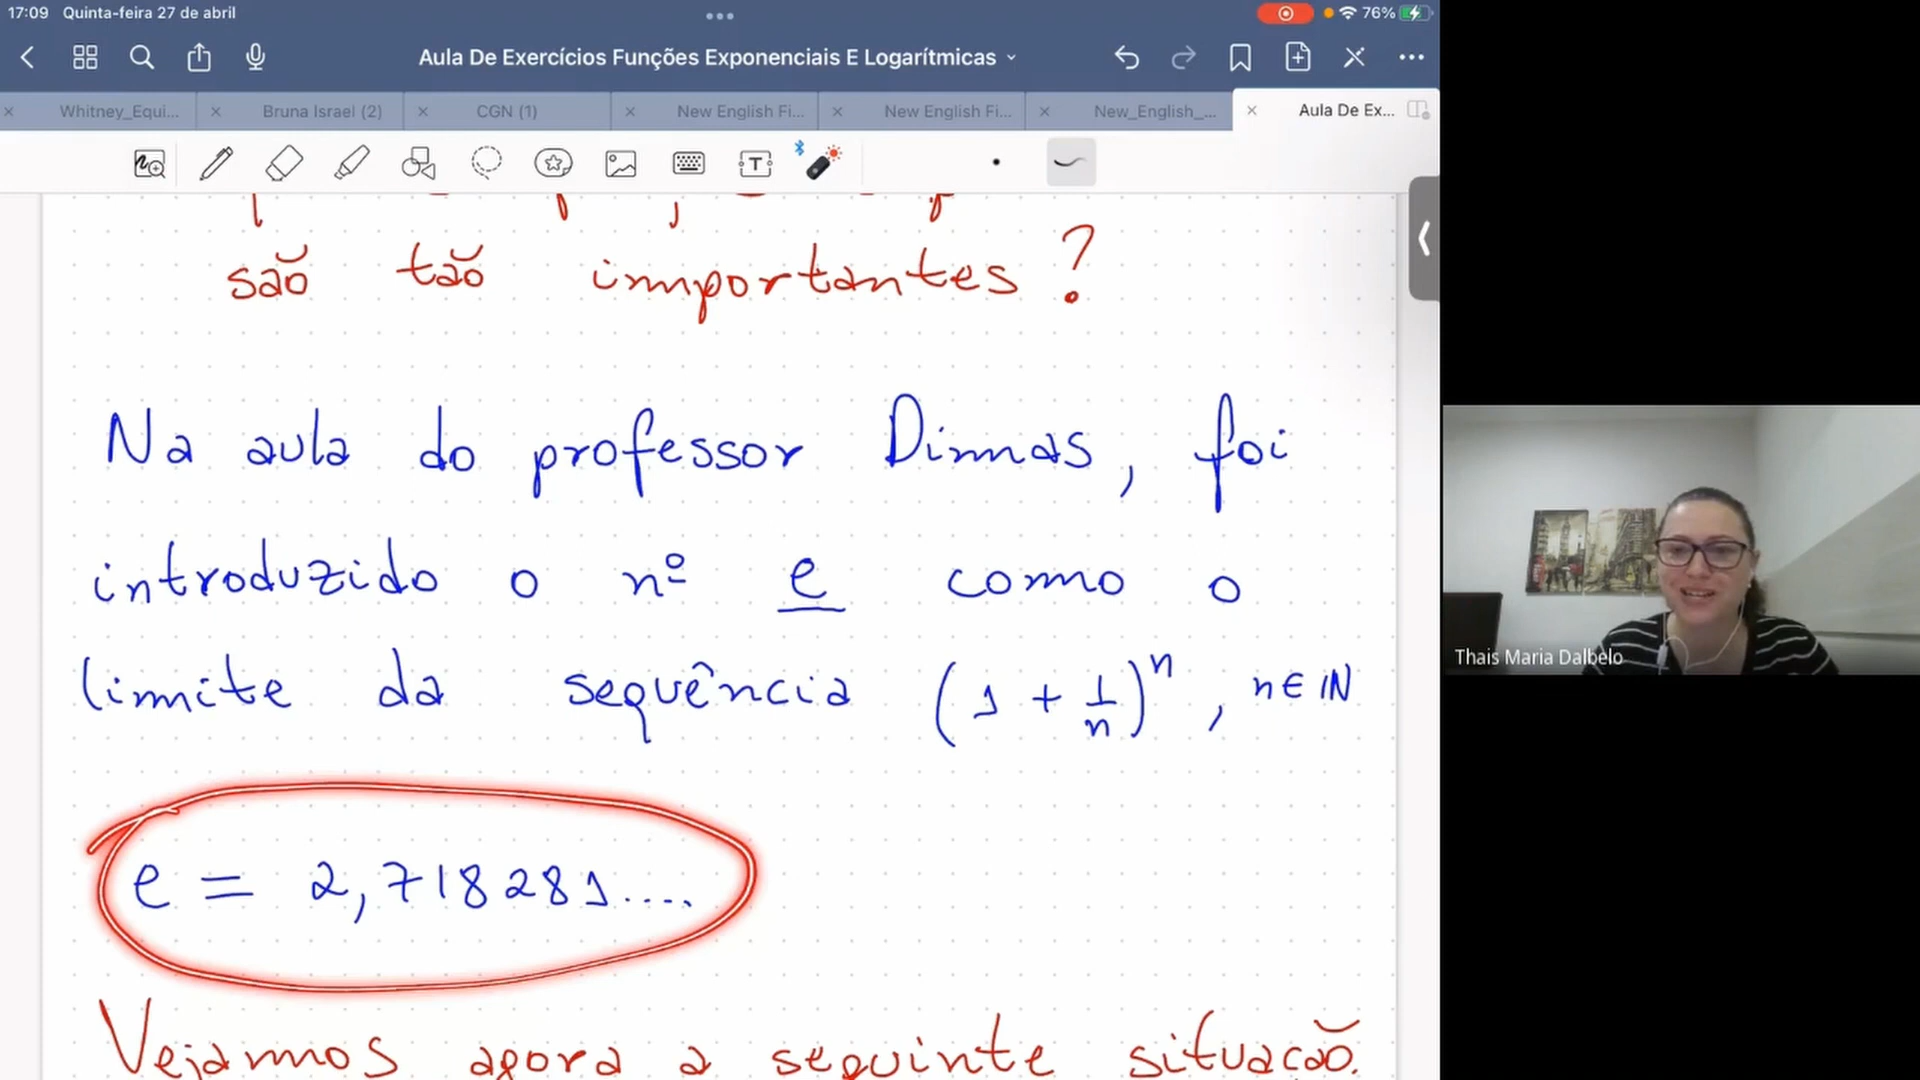 17:09 Quinta-feira 27 de abril
76%
Aula De Exercícios Funções Exponenciais E Logarítmicas
Whitney_Equi...
Bruna Israel (2)
CGN (1)
New English Fi...
New English Fi...
New_English_...
Aula De Ex...
são tão importantes?
Na aula do professor Dimas, foi
introduzido o nº e como o
limite da sequência (1 + 1/n)^n, n ∈ IN
e = 2,718281....
Vejamos agora a seguinte situação.
Thais Maria Dalbelo